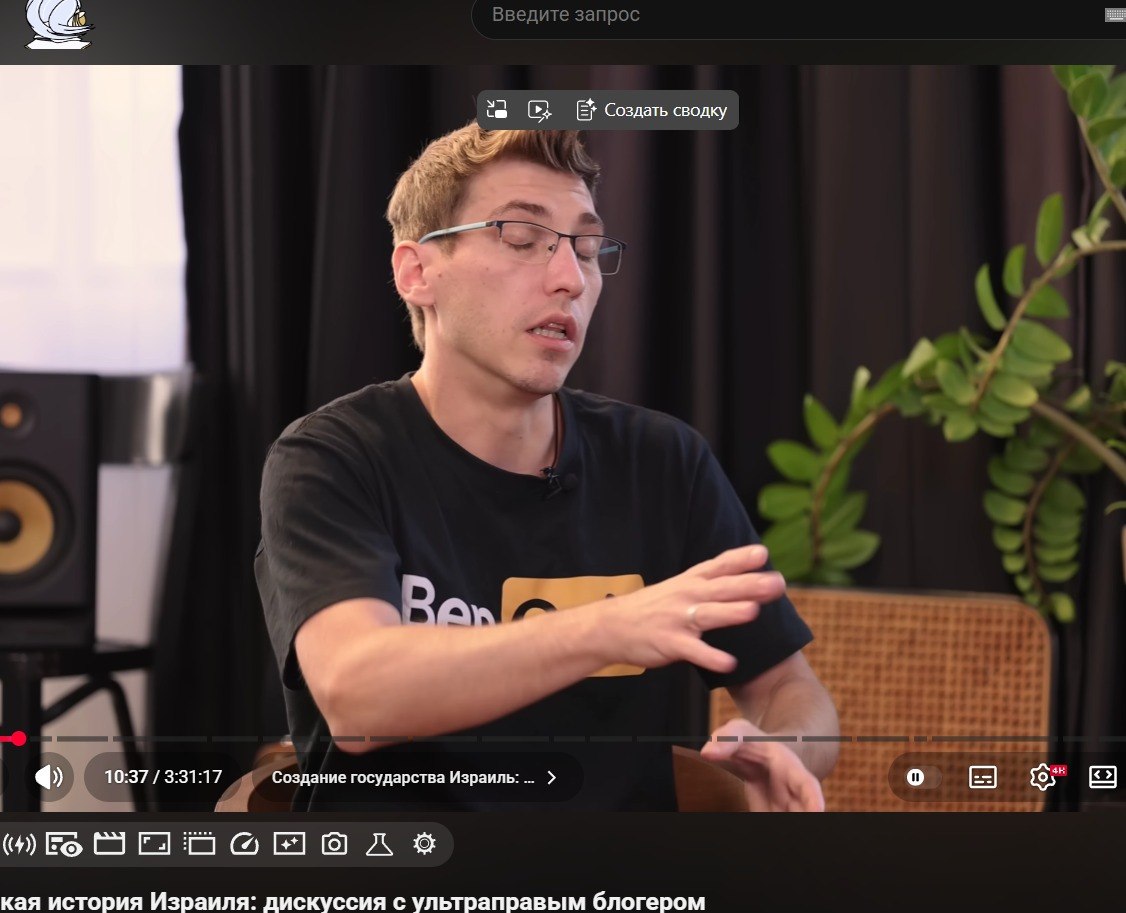 Введите запрос
Создать сводку
Ben
10:37 / 3:31:17
Создание государства Израиль: ...
4K
кая история Израиля: дискуссия с ультраправым блогером